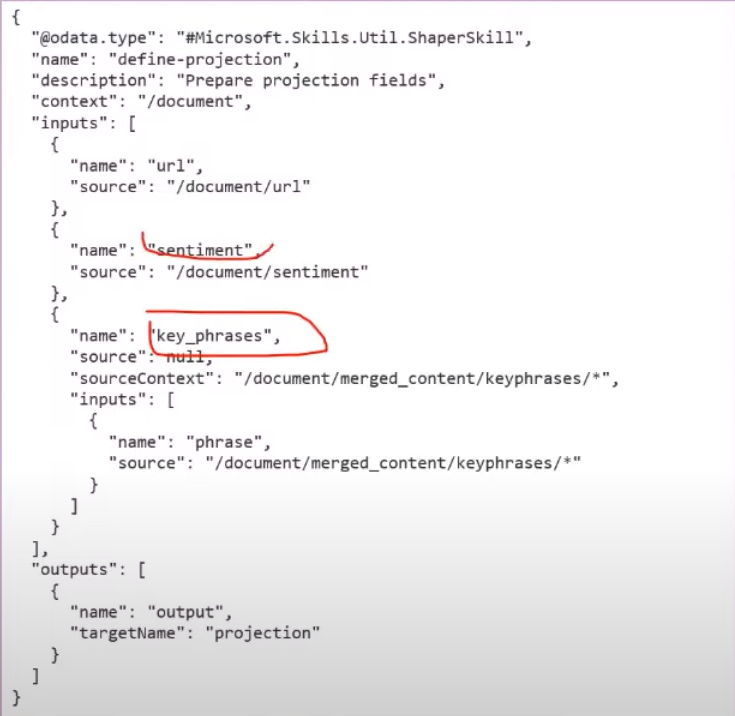 {
"@odata.type": "#Microsoft.Skills.Util.ShaperSkill",
"name": "define-projection",
"description": "Prepare projection fields",
"context": "/document",
"inputs": [
{
"name": "url",
"source": "/document/url"
},
{
"name": "sentiment",
"source": "/document/sentiment"
},
{
"name": "key_phrases",
"source": null,
"sourceContext": "/document/merged_content/keyphrases/*",
"inputs": [
{
"name": "phrase",
"source": "/document/merged_content/keyphrases/*"
}
]
}
],
"outputs": [
{
"name": "output",
"targetName": "projection"
}
]
}